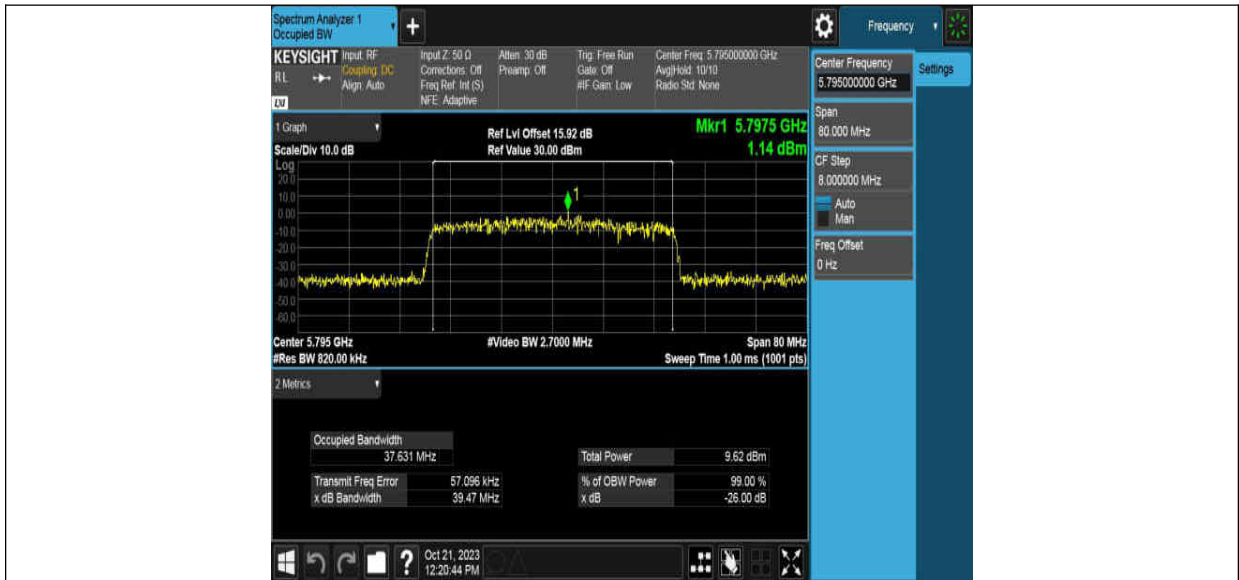 Spectrum Analyzer 1
Occupied BW
+
Frequency
KEYSIGHT
RL
LXI
Input: RF
Coupling: DC
Align: Auto
Input Z: 50 Ω
Corrections: Off
Freq Ref: Int (S)
NFE: Adaptive
Atten: 30 dB
Preamp: Off
Trig: Free Run
Gate: Off
#IF Gain: Low
Center Freq: 5.795000000 GHz
Avg|Hold: 10/10
Radio Std: None
Center Frequency
5.795000000 GHz
Settings
Span
80.000 MHz
CF Step
8.000000 MHz
Auto
Man
Freq Offset
0 Hz
1 Graph
Scale/Div 10.0 dB
Ref Lvl Offset 15.92 dB
Ref Value 30.00 dBm
Mkr1 5.7975 GHz
1.14 dBm
Log
20.0
10.0
0.00
-10.0
-20.0
-30.0
-40.0
-50.0
-60.0
1
Center 5.795 GHz
#Video BW 2.7000 MHz
Span 80 MHz
#Res BW 820.00 kHz
Sweep Time 1.00 ms (1001 pts)
2 Metrics
Occupied Bandwidth
37.631 MHz
Total Power 9.62 dBm
Transmit Freq Error 57.096 kHz
% of OBW Power 99.00 %
x dB Bandwidth 39.47 MHz
x dB -26.00 dB
?
Oct 21, 2023
12:20:44 PM